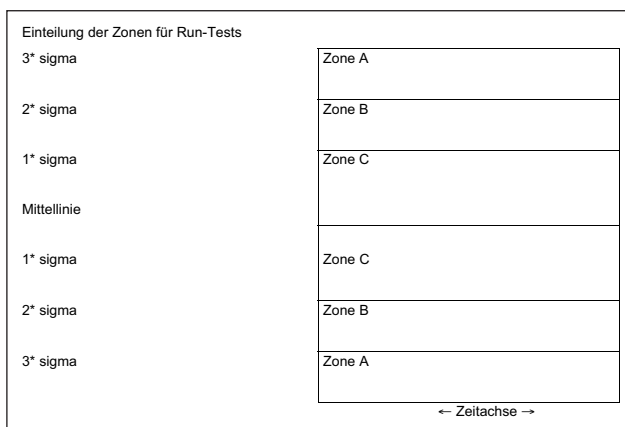 Einteilung der Zonen für Run-Tests
3* sigma Zone A
2* sigma Zone B
1* sigma Zone C
Mittellinie
1* sigma Zone C
2* sigma Zone B
3* sigma Zone A
← Zeitachse →